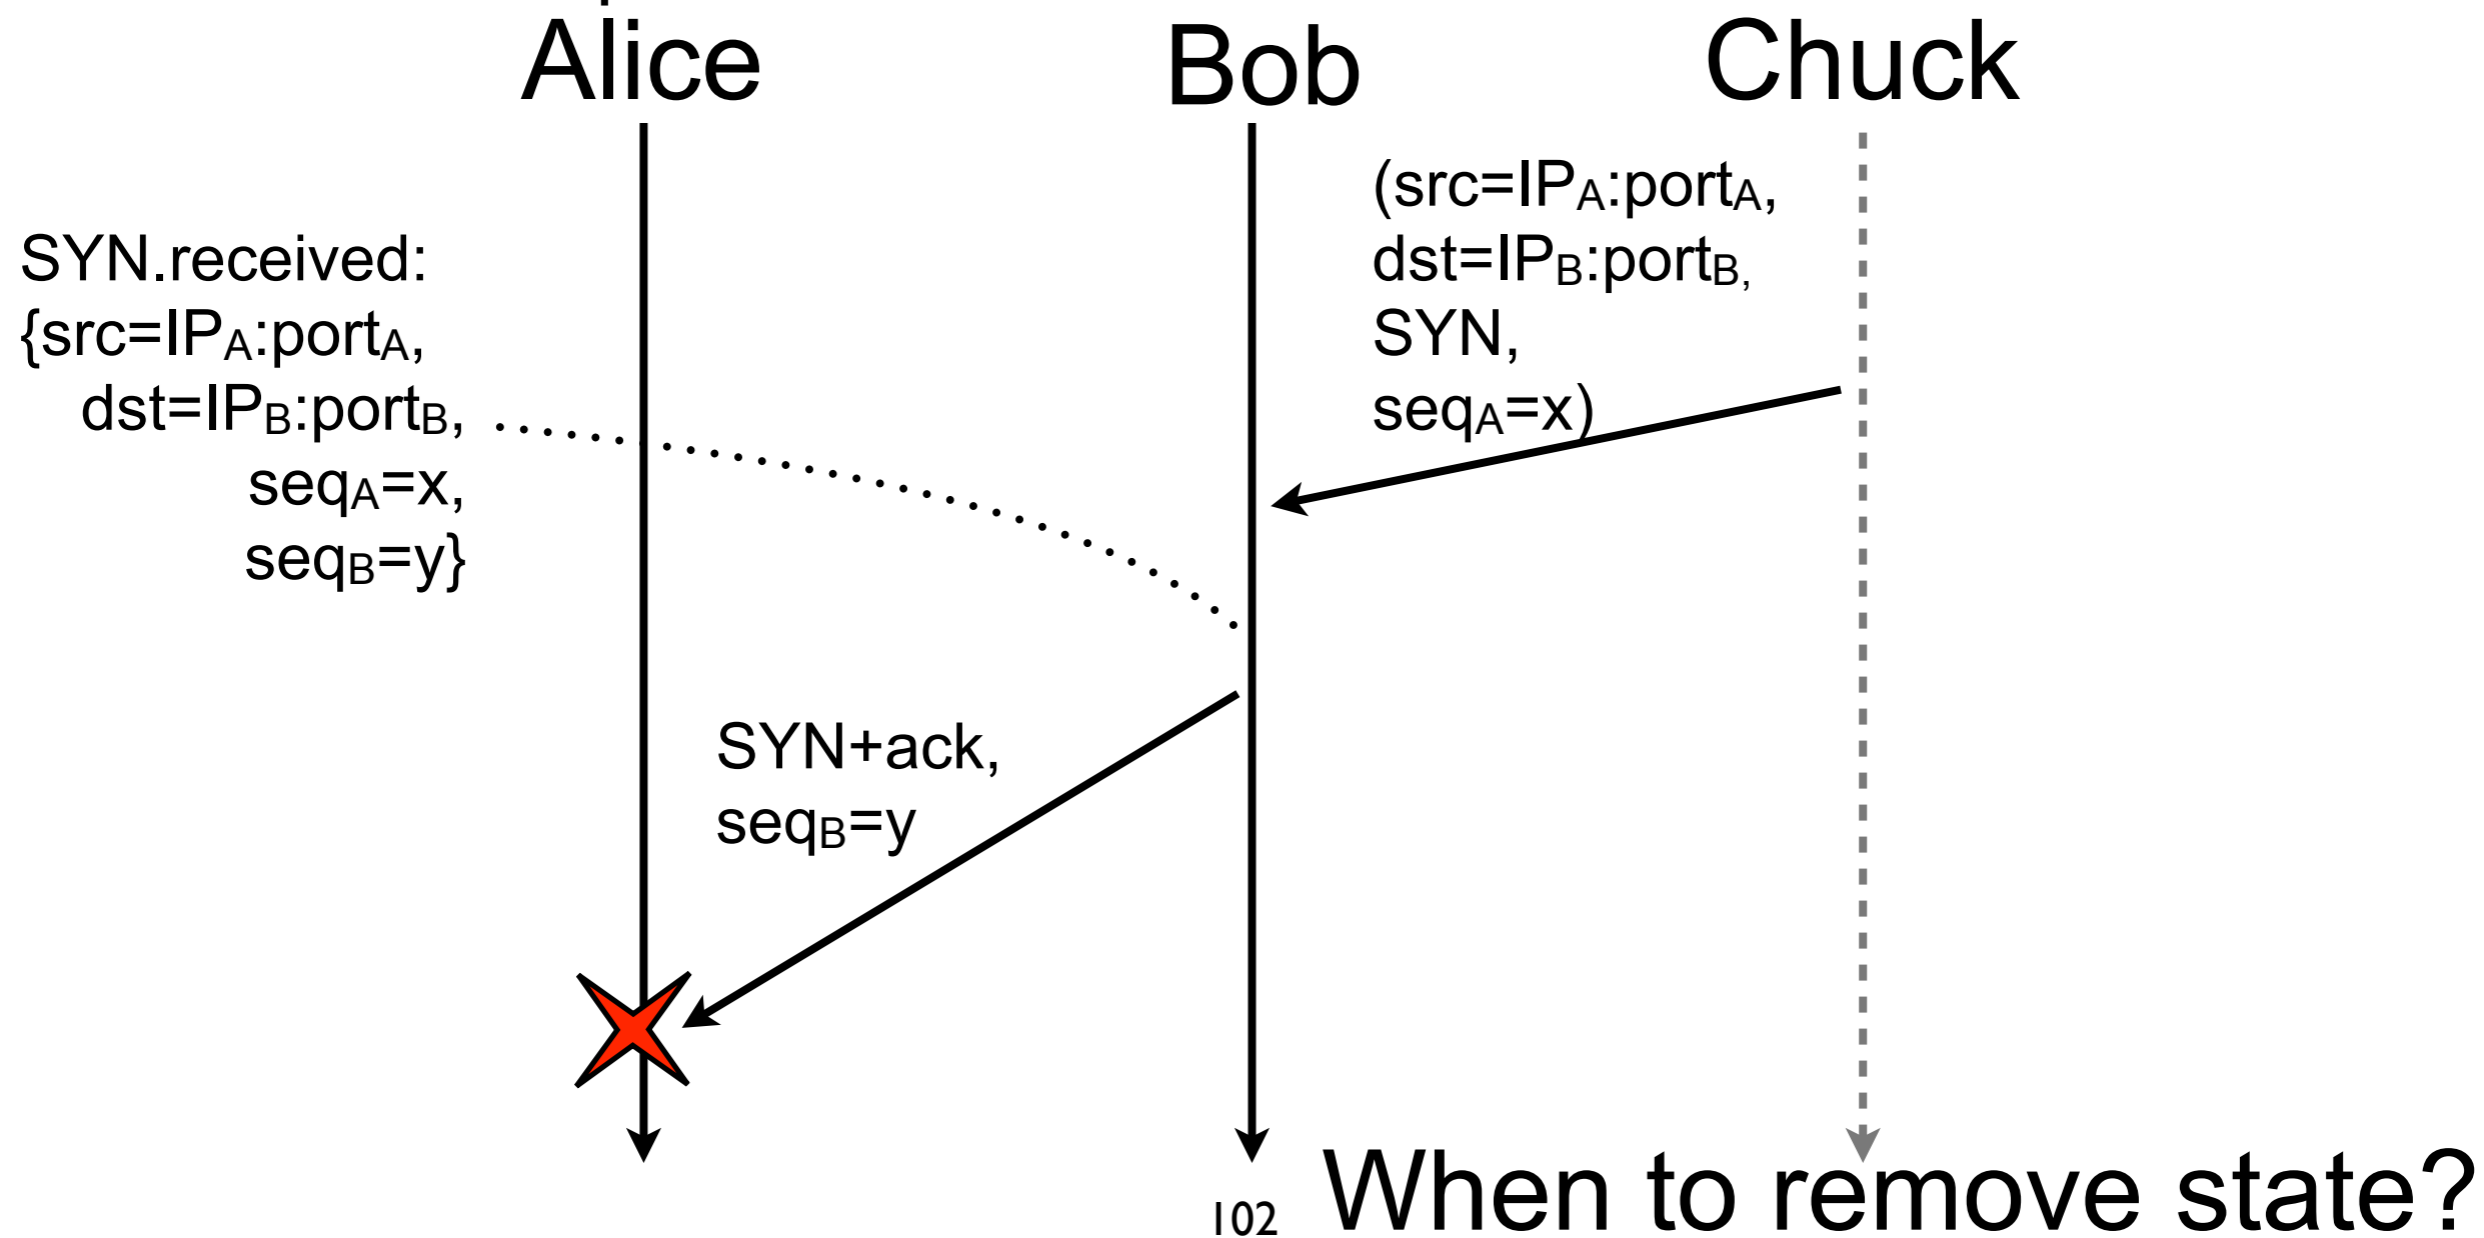 Alice
Bob
Chuck
(src=IPA:portA,
dst=IPB:portB,
SYN,
seqA=x)
SYN.received:
{src=IPA:portA,
dst=IPB:portB,
seqA=x,
seqB=y}
SYN+ack,
seqB=y
102
When to remove state?